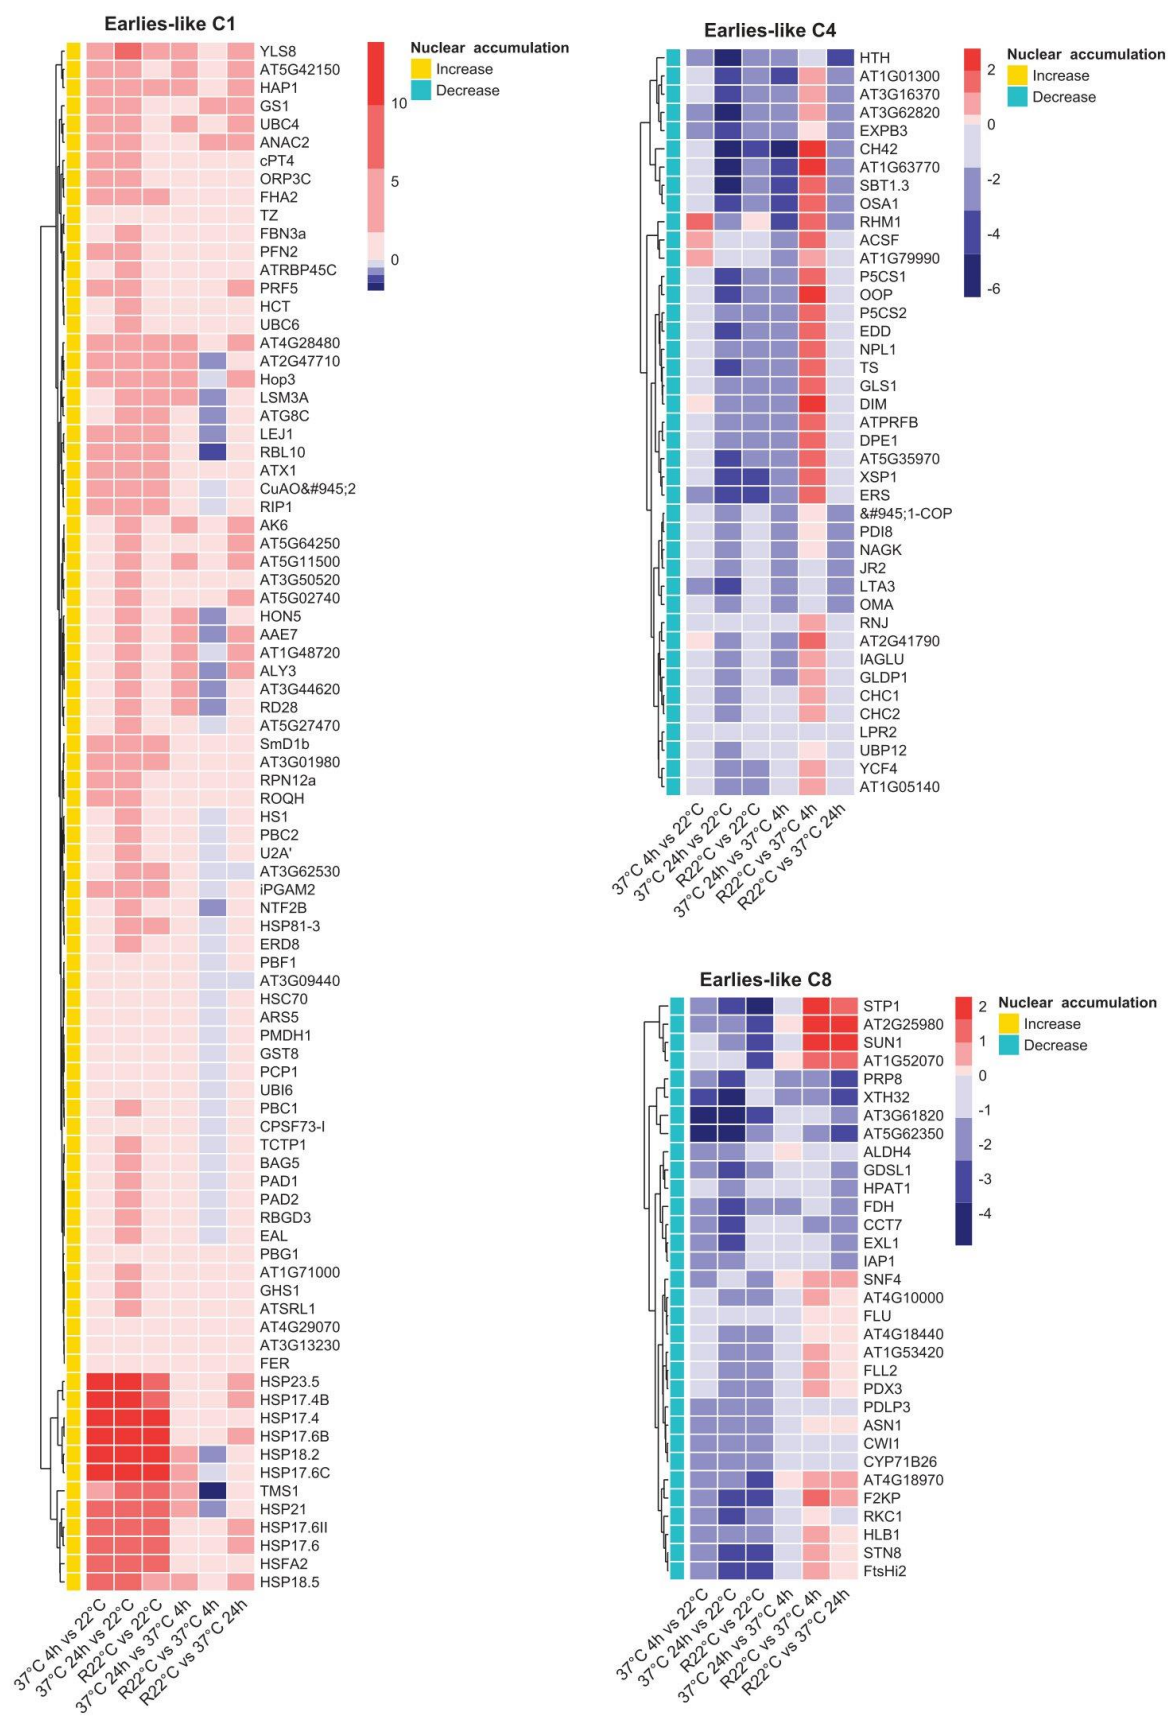 Earlies-like C1
Nuclear accumulation
Increase
Decrease
10
5
0
YLS8
AT5G42150
HAP1
GS1
UBC4
ANAC2
cPT4
ORP3C
FHA2
TZ
FBN3a
PFN2
ATRBP45C
PRF5
HCT
UBC6
AT4G28480
AT2G47710
Hop3
LSM3A
ATG8C
LEJ1
RBL10
ATX1
CuAO&#945;2
RIP1
AK6
AT5G64250
AT5G11500
AT3G50520
AT5G02740
HON5
AAE7
AT1G48720
ALY3
AT3G44620
RD28
AT5G27470
SmD1b
AT3G01980
RPN12a
ROQH
HS1
PBC2
U2A'
AT3G62530
iPGAM2
NTF2B
HSP81-3
ERD8
PBF1
AT3G09440
HSC70
ARS5
PMDH1
GST8
PCP1
UBI6
PBC1
CPSF73-I
TCTP1
BAG5
PAD1
PAD2
RBGD3
EAL
PBG1
AT1G71000
GHS1
ATSRL1
AT4G29070
AT3G13230
FER
HSP23.5
HSP17.4B
HSP17.4
HSP17.6B
HSP18.2
HSP17.6C
TMS1
HSP21
HSP17.6II
HSP17.6
HSFA2
HSP18.5
37°C 4h vs 22°C
37°C 24h vs 22°C
R22°C vs 22°C
37°C 24h vs 37°C 4h
R22°C vs 37°C 4h
R22°C vs 37°C 24h
Earlies-like C4
Nuclear accumulation
Increase
Decrease
2
0
-2
-4
-6
HTH
AT1G01300
AT3G16370
AT3G62820
EXPB3
CH42
AT1G63770
SBT1.3
OSA1
RHM1
ACSF
AT1G79990
P5CS1
OOP
P5CS2
EDD
NPL1
TS
GLS1
DIM
ATPRFB
DPE1
AT5G35970
XSP1
ERS
&#945;1-COP
PDI8
NAGK
JR2
LTA3
OMA
RNJ
AT2G41790
IAGLU
GLDP1
CHC1
CHC2
LPR2
UBP12
YCF4
AT1G05140
37°C 4h vs 22°C
37°C 24h vs 22°C
R22°C vs 22°C
37°C 24h vs 37°C 4h
R22°C vs 37°C 4h
R22°C vs 37°C 24h
Earlies-like C8
Nuclear accumulation
Increase
Decrease
2
1
0
-1
-2
-3
-4
STP1
AT2G25980
SUN1
AT1G52070
PRP8
XTH32
AT3G61820
AT5G62350
ALDH4
GDSL1
HPAT1
FDH
CCT7
EXL1
IAP1
SNF4
AT4G10000
FLU
AT4G18440
AT1G53420
FLL2
PDX3
PDLP3
ASN1
CWI1
CYP71B26
AT4G18970
F2KP
RKC1
HLB1
STN8
FtsHi2
37°C 4h vs 22°C
37°C 24h vs 22°C
R22°C vs 22°C
37°C 24h vs 37°C 4h
R22°C vs 37°C 4h
R22°C vs 37°C 24h